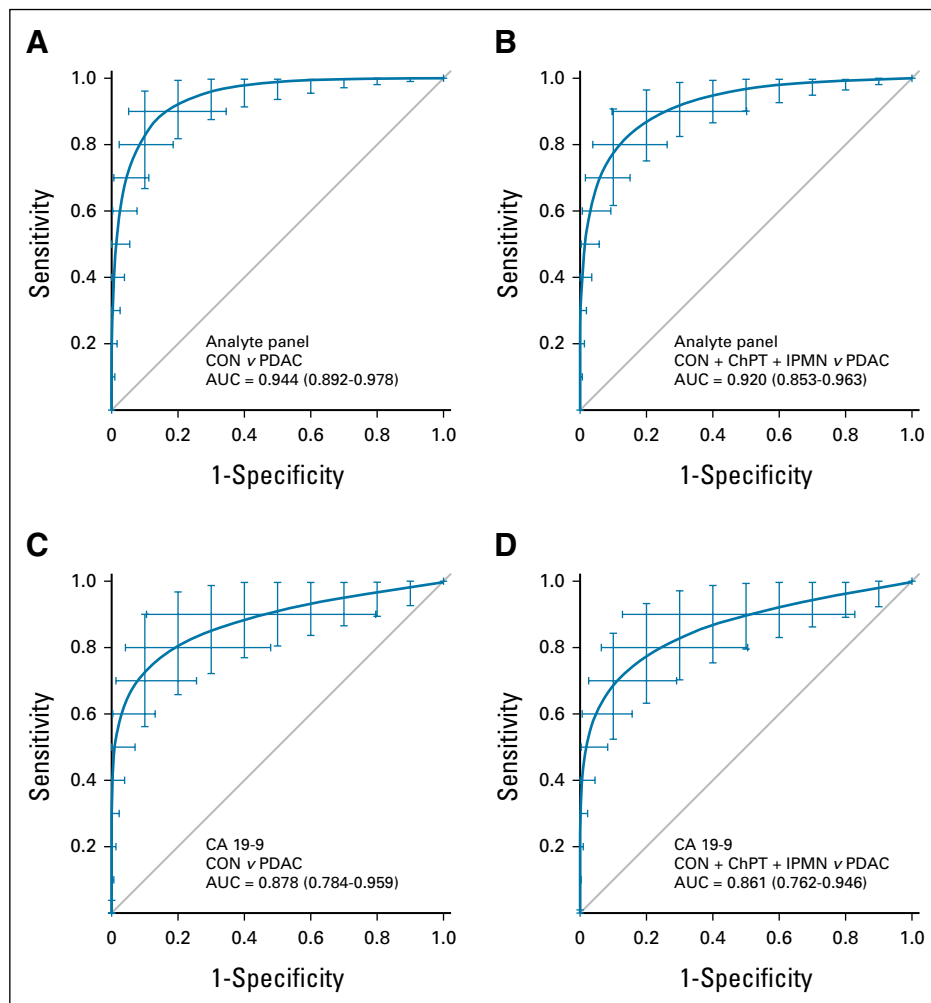 A
1.0
0.8
0.6
0.4
0.2
Sensitivity
Analyte panel
CON v PDAC
AUC = 0.944 (0.892-0.978)
0 0.2 0.4 0.6 0.8 1.0
1-Specificity
B
1.0
0.8
0.6
0.4
0.2
Sensitivity
Analyte panel
CON + ChPT + IPMN v PDAC
AUC = 0.920 (0.853-0.963)
0 0.2 0.4 0.6 0.8 1.0
1-Specificity
C
1.0
0.8
0.6
0.4
0.2
Sensitivity
CA 19-9
CON v PDAC
AUC = 0.878 (0.784-0.959)
0 0.2 0.4 0.6 0.8 1.0
1-Specificity
D
1.0
0.8
0.6
0.4
0.2
Sensitivity
CA 19-9
CON + ChPT + IPMN v PDAC
AUC = 0.861 (0.762-0.946)
0 0.2 0.4 0.6 0.8 1.0
1-Specificity